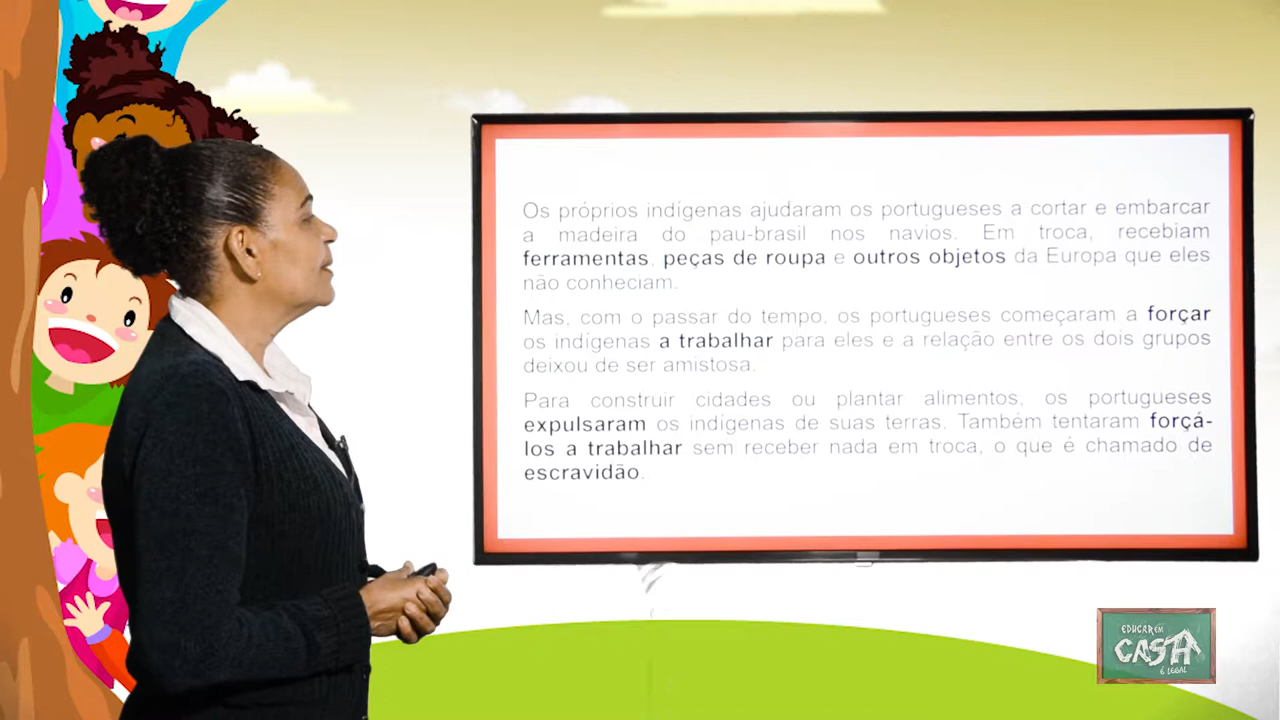 Os próprios indígenas ajudaram os portugueses a cortar e embarcar
a madeira do pau-brasil nos navios. Em troca, recebiam
ferramentas, peças de roupa e outros objetos da Europa que eles
não conheciam.
Mas, com o passar do tempo, os portugueses começaram a forçar
os indígenas a trabalhar para eles e a relação entre os dois grupos
deixou de ser amistosa.
Para construir cidades ou plantar alimentos, os portugueses
expulsaram os indígenas de suas terras. Também tentaram forçá-
los a trabalhar sem receber nada em troca, o que é chamado de
escravidão.
EDUCAR EM
CASA
É LEGAL